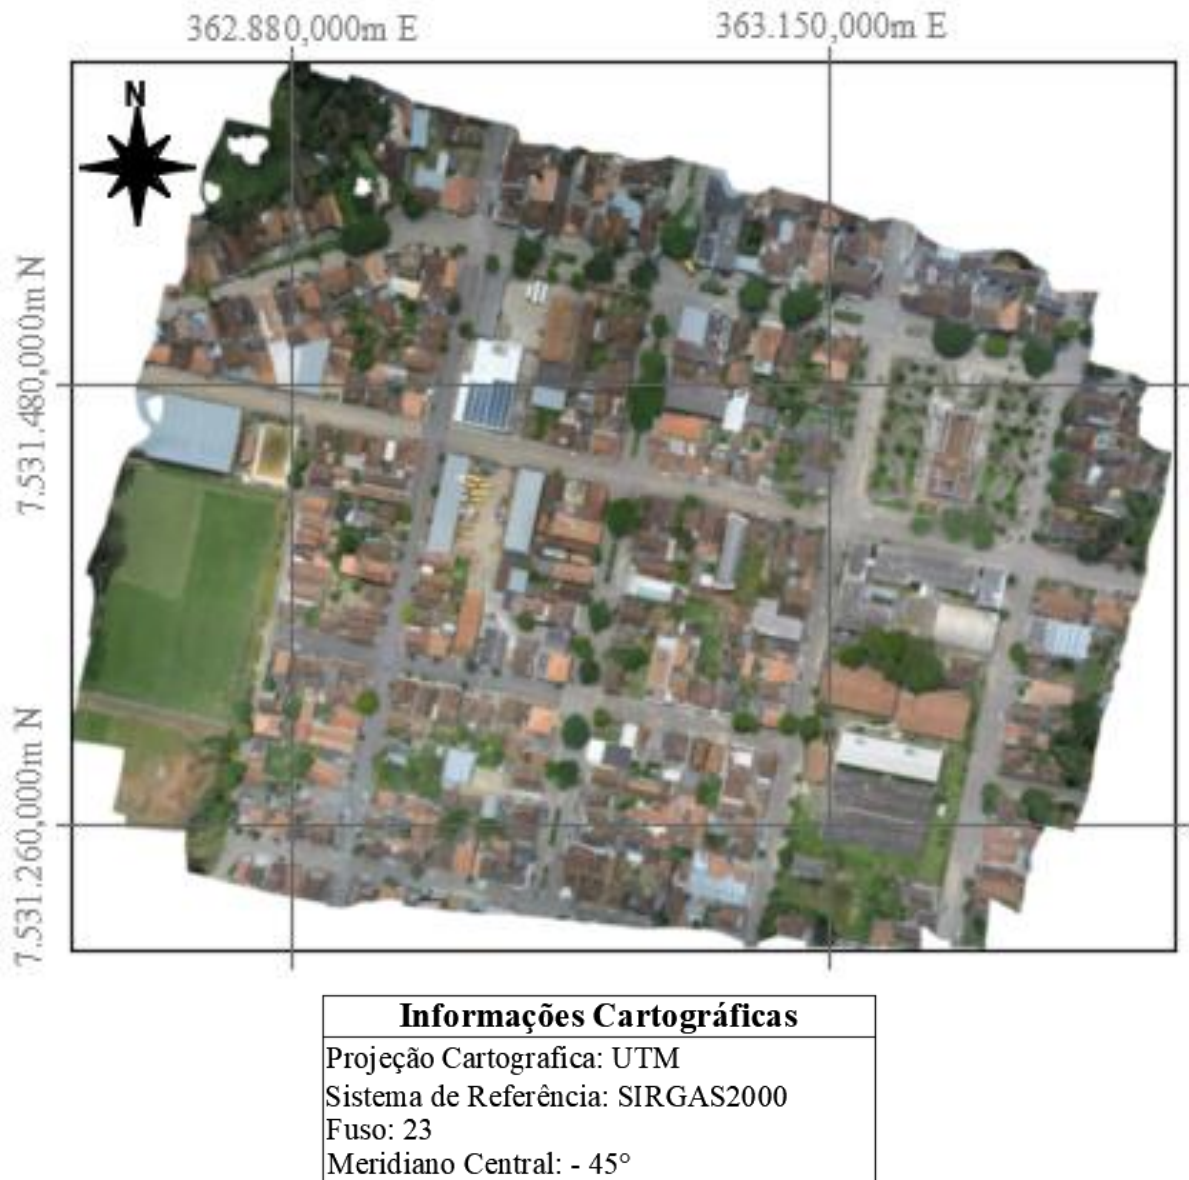 362.880,000m E
363.150,000m E
N
7.531.480,000m N
7.531.260,000m N
Informações Cartográficas
Projeção Cartografica: UTM
Sistema de Referência: SIRGAS2000
Fuso: 23
Meridiano Central: - 45°